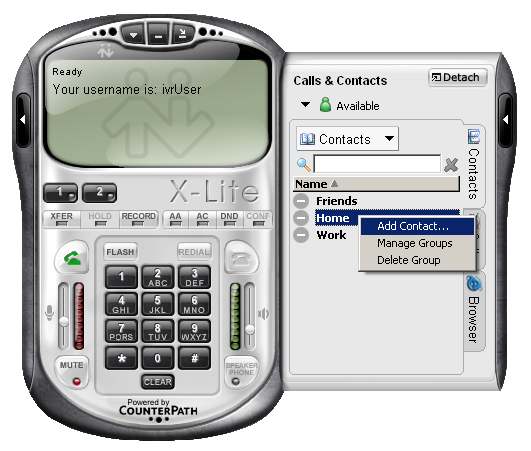 Ready
Your username is: ivrUser
Calls & Contacts
Detach
Available
Contacts
Name
Friends
Home
Work
Add Contact...
Manage Groups
Delete Group
Contacts
Browser
1 2
X-Lite
XFER HOLD RECORD AA AC DND CONF
FLASH REDIAL
1 2 ABC 3 DEF
4 GHI 5 JKL 6 MNO
7 PQRS 8 TUV 9 WXYZ
* 0 #
MUTE
SPEAKER
PHONE
CLEAR
Powered by
COUNTERPATH